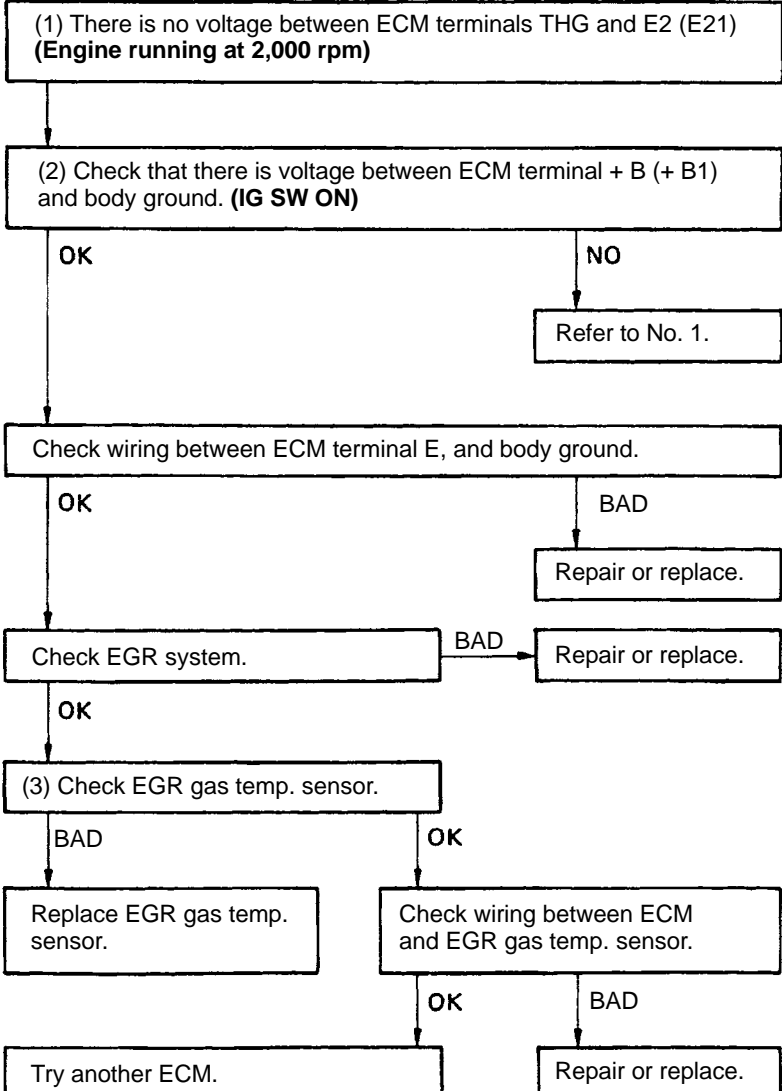 (1) There is no voltage between ECM terminals THG and E2 (E21)
(Engine running at 2,000 rpm)
(2) Check that there is voltage between ECM terminal + B (+ B1)
and body ground. (IG SW ON)
OK
NO
Refer to No. 1.
Check wiring between ECM terminal E, and body ground.
OK
BAD
Repair or replace.
Check EGR system.
BAD
Repair or replace.
OK
(3) Check EGR gas temp. sensor.
BAD
OK
Replace EGR gas temp.
sensor.
Check wiring between ECM
and EGR gas temp. sensor.
OK
BAD
Try another ECM.
Repair or replace.